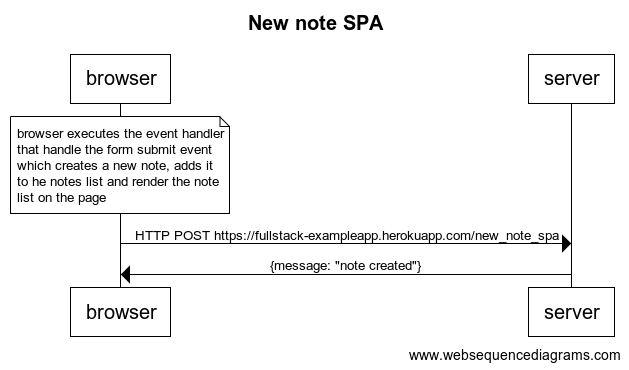 New note SPA
browser
server
browser executes the event handler
that handle the form submit event
which creates a new note, adds it
to he notes list and render the note
list on the page
HTTP POST https://fullstack-exampleapp.herokuapp.com/new_note_spa
{message: "note created"}
browser
server
www.websequencediagrams.com